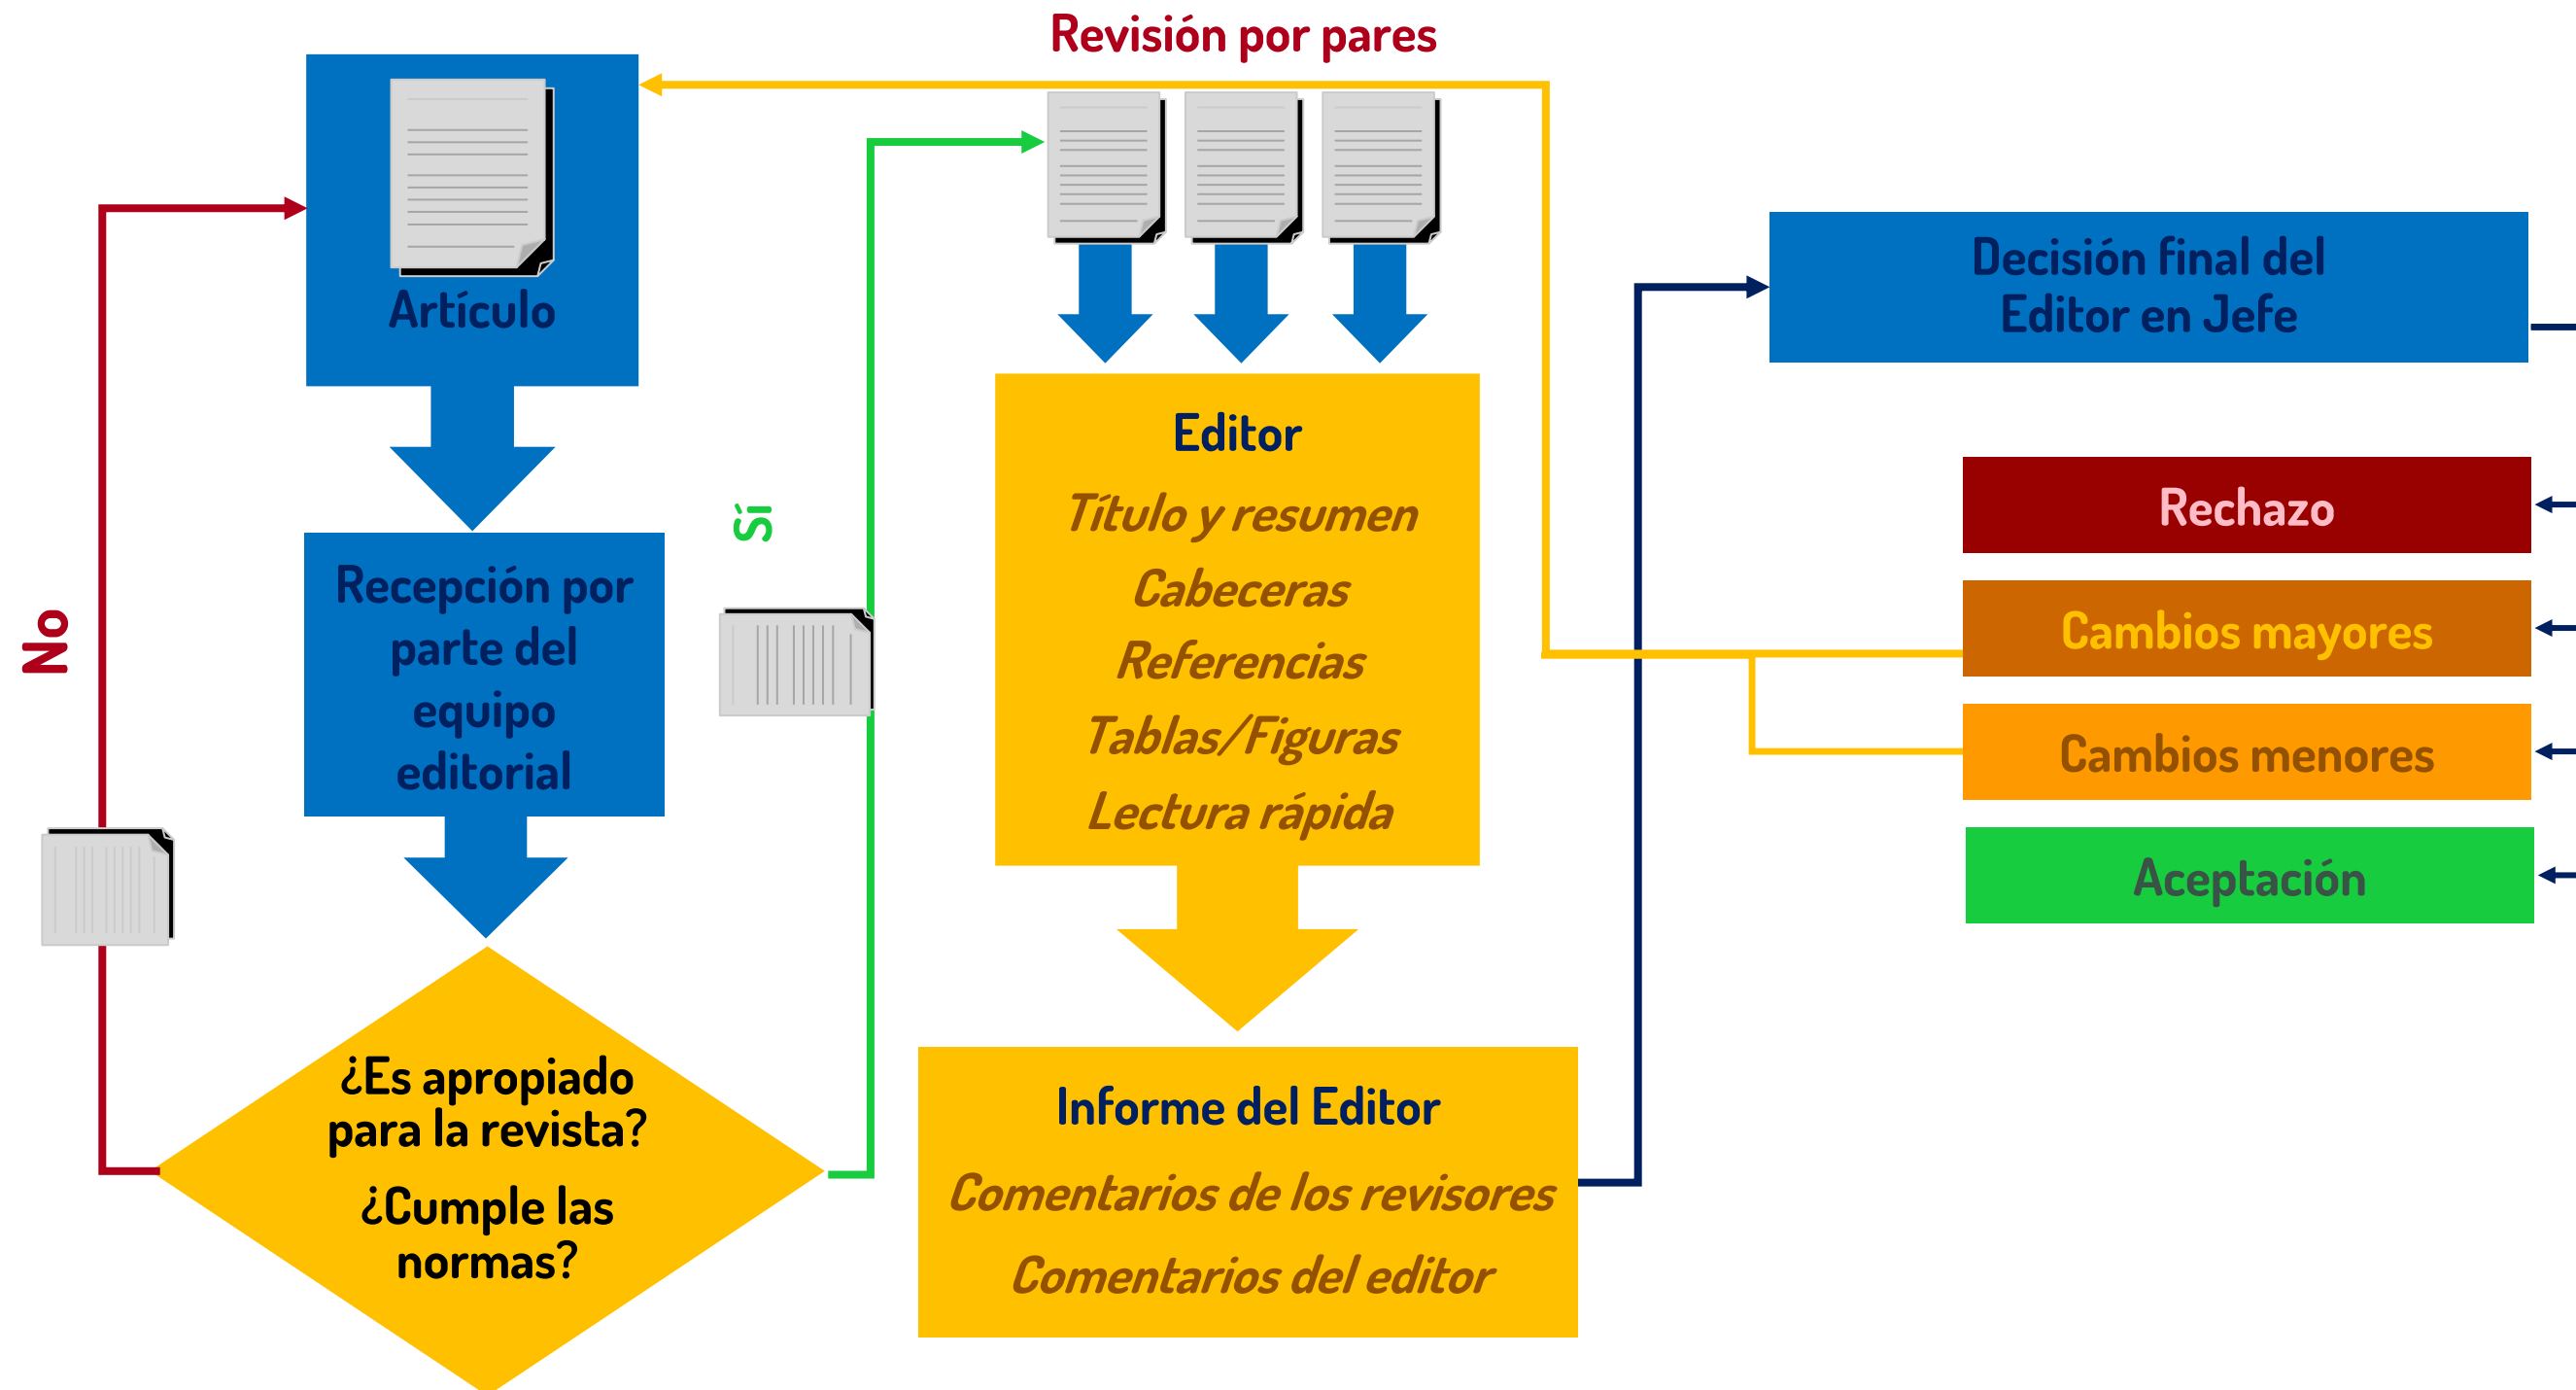 Revisión por pares
Artículo
Recepción por
parte del
equipo
editorial
No
¿Es apropiado
para la revista?
¿Cumple las
normas?
Sì
Editor
Título y resumen
Cabeceras
Referencias
Tablas/Figuras
Lectura rápida
Informe del Editor
Comentarios de los revisores
Comentarios del editor
Decisión final del
Editor en Jefe
Rechazo
Cambios mayores
Cambios menores
Aceptación